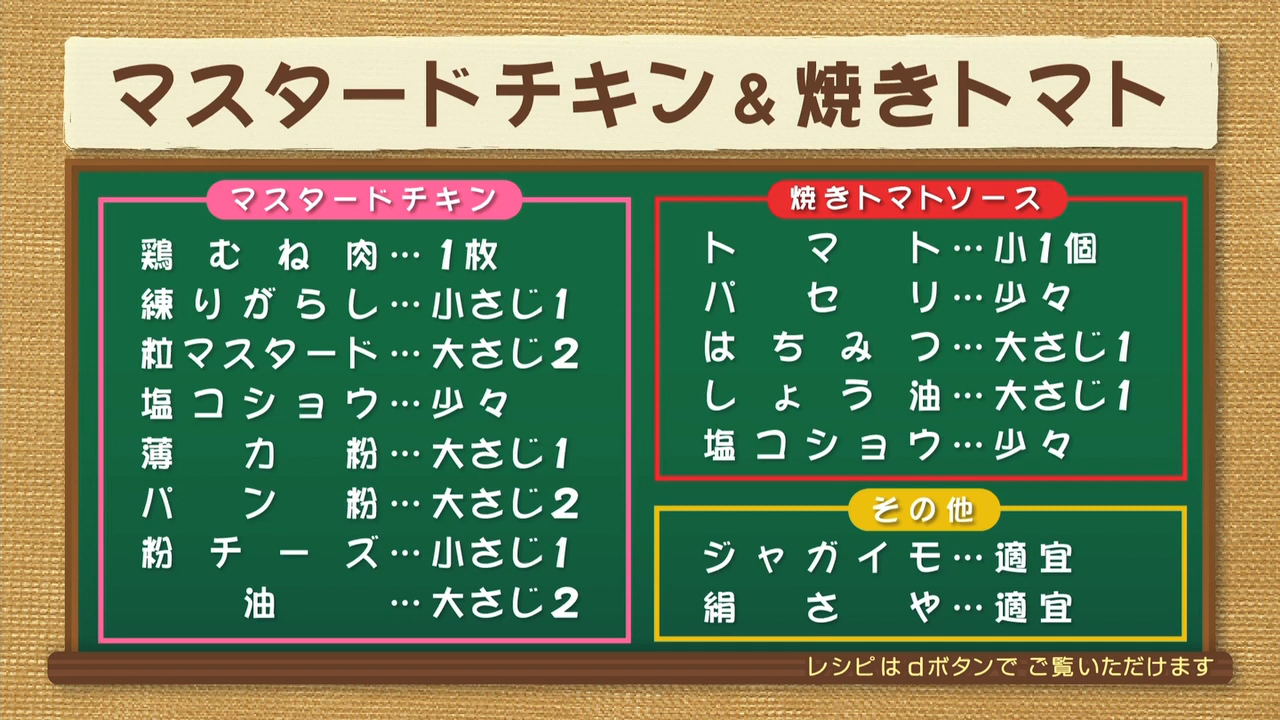 マスタードチキン&焼きトマト
マスタードチキン
鶏むね肉…1枚
練りがらし…小さじ1
粒マスタード…大さじ2
塩コショウ…少々
薄力粉…大さじ1
パン粉…大さじ2
粉チーズ…小さじ1
油…大さじ2
焼きトマトソース
トマト…小1個
パセリ…少々
はちみつ…大さじ1
しょう油…大さじ1
塩コショウ…少々
その他
ジャガイモ…適宜
絹さや…適宜
レシピはdボタンで ご覧いただけます